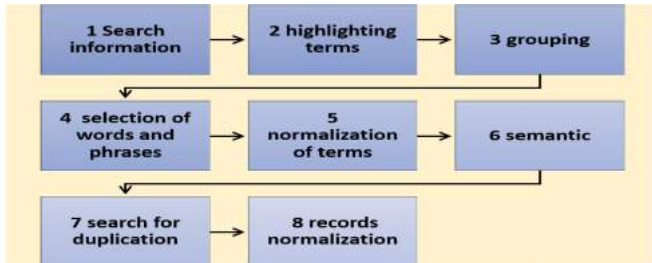 1 Search
information
2 highlighting
terms
3 grouping
4 selection of
words and
phrases
5
normalization
of terms
6 semantic
7 search for
duplication
8 records
normalization